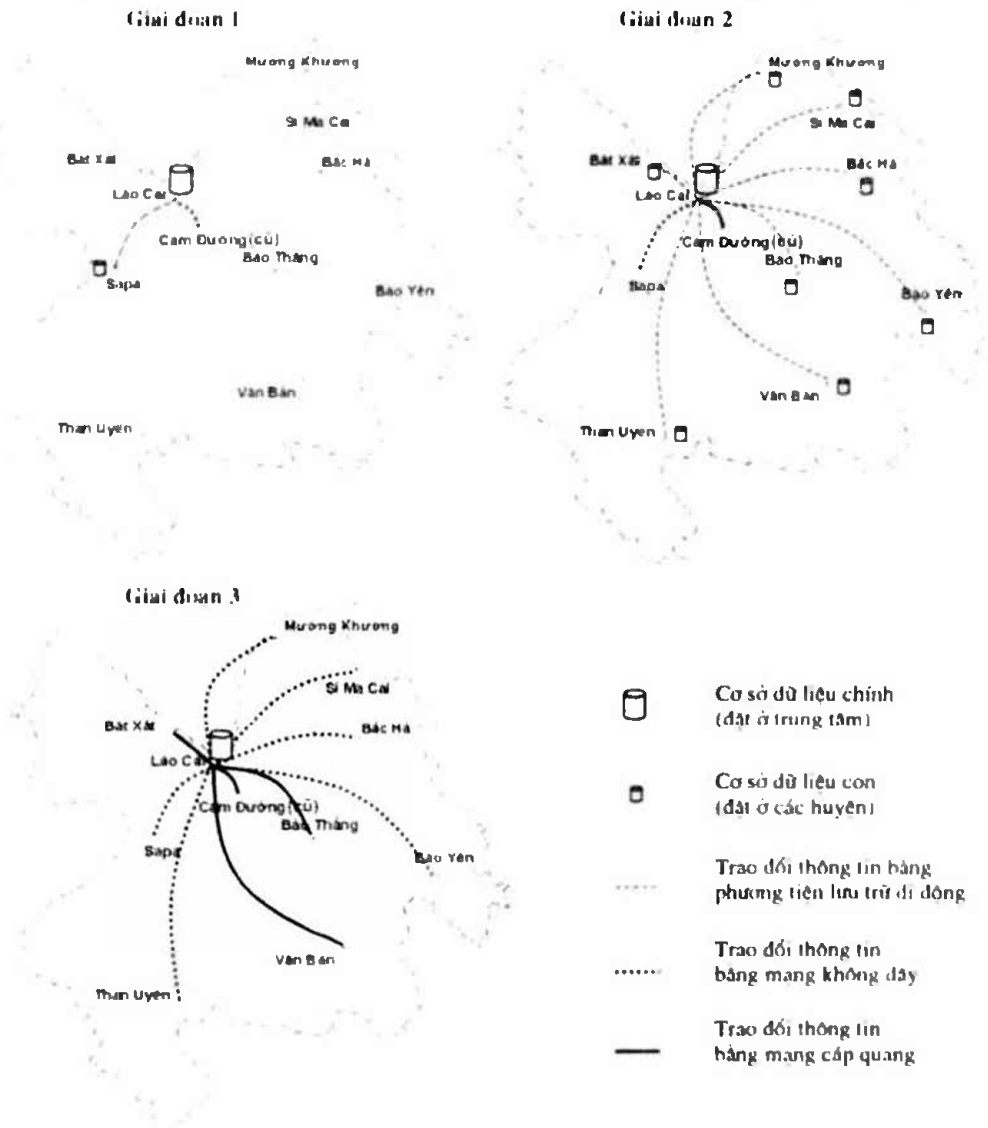 Giai đoạn 1
Mường Khương
Si Ma Cai
Bát Xát
Bắc Hà
Lào Cai
Cam Đường (cũ)
Bảo Thắng
Sapa
Bảo Yên
Văn Bàn
Than Uyên
Giai đoạn 2
Mường Khương
Si Ma Cai
Bát Xát
Bắc Hà
Lào Cai
Cam Đường (cũ)
Bảo Thắng
Sapa
Bảo Yên
Văn Bàn
Than Uyên
Giai đoạn 3
Mường Khương
Si Ma Cai
Bát Xát
Bắc Hà
Lào Cai
Cam Đường (cũ)
Bảo Thắng
Sapa
Bảo Yên
Văn Bàn
Than Uyên
Cơ sở dữ liệu chính
(đặt ở trung tâm)
Cơ sở dữ liệu con
(đặt ở các huyện)
Trao đổi thông tin bằng
phương tiện lưu trữ di động
Trao đổi thông tin
bằng mạng không dây
Trao đổi thông tin
bằng mạng cáp quang